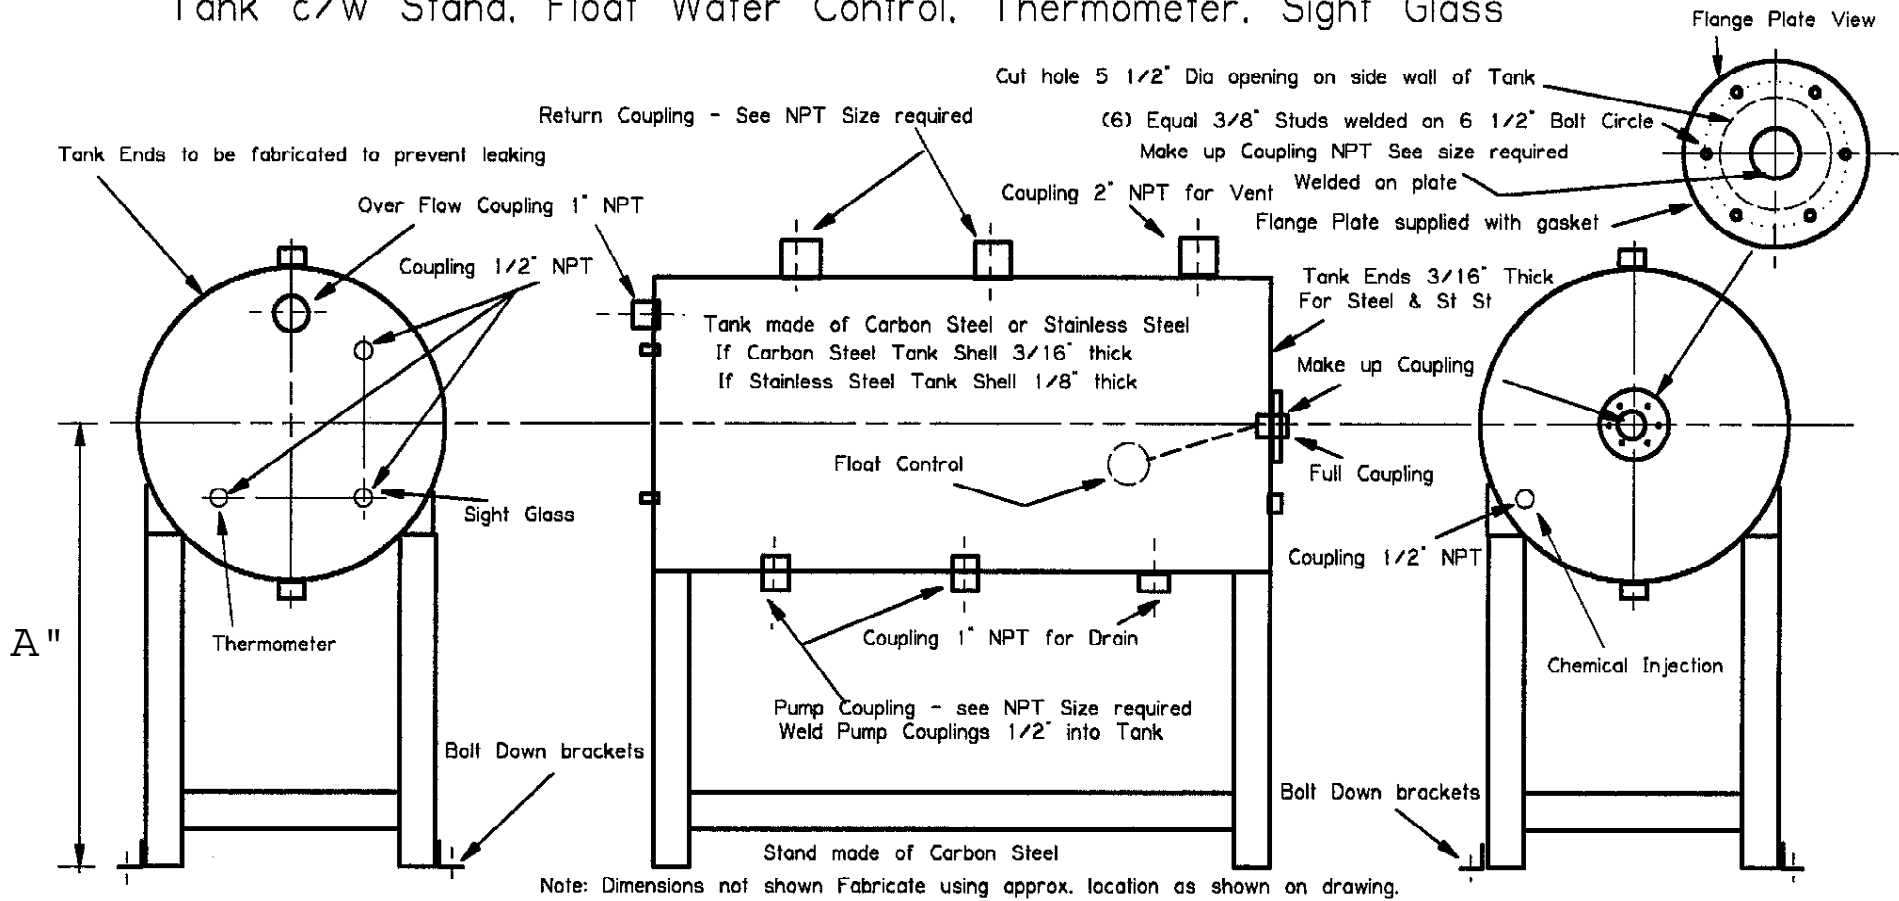 Tank c/w Stand, Float Water Control, Thermometer, Sight Glass
Flange Plate View
Cut hole 5 1/2" Dia opening on side wall of Tank
Return Coupling - See NPT Size required
(6) Equal 3/8" Studs welded on 6 1/2" Bolt Circle
Make up Coupling NPT See size required
Welded on plate
Tank Ends to be fabricated to prevent leaking
Coupling 2" NPT for Vent
Over Flow Coupling 1" NPT
Flange Plate supplied with gasket
Coupling 1/2" NPT
Tank Ends 3/16" Thick
For Steel & St St
Tank made of Carbon Steel or Stainless Steel
If Carbon Steel Tank Shell 3/16" thick
If Stainless Steel Tank Shell 1/8" thick
Make up Coupling
Float Control
Full Coupling
Sight Glass
Coupling 1/2" NPT
A"
Thermometer
Coupling 1" NPT for Drain
Chemical Injection
Pump Coupling - see NPT Size required
Weld Pump Couplings 1/2" into Tank
Bolt Down brackets
Bolt Down brackets
Stand made of Carbon Steel
Note: Dimensions not shown Fabricate using approx. location as shown on drawing.